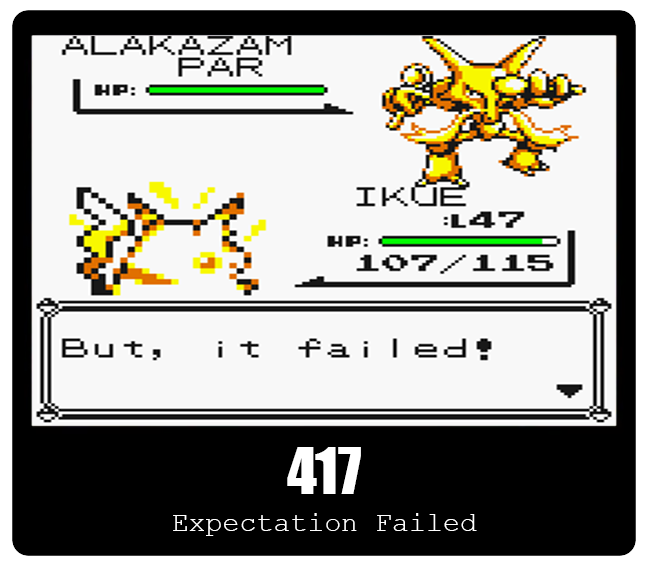 ALAKAZAM
PAR
HP:
IKUE
:L47
HP:
107/115
But, it failed!
417
Expectation Failed